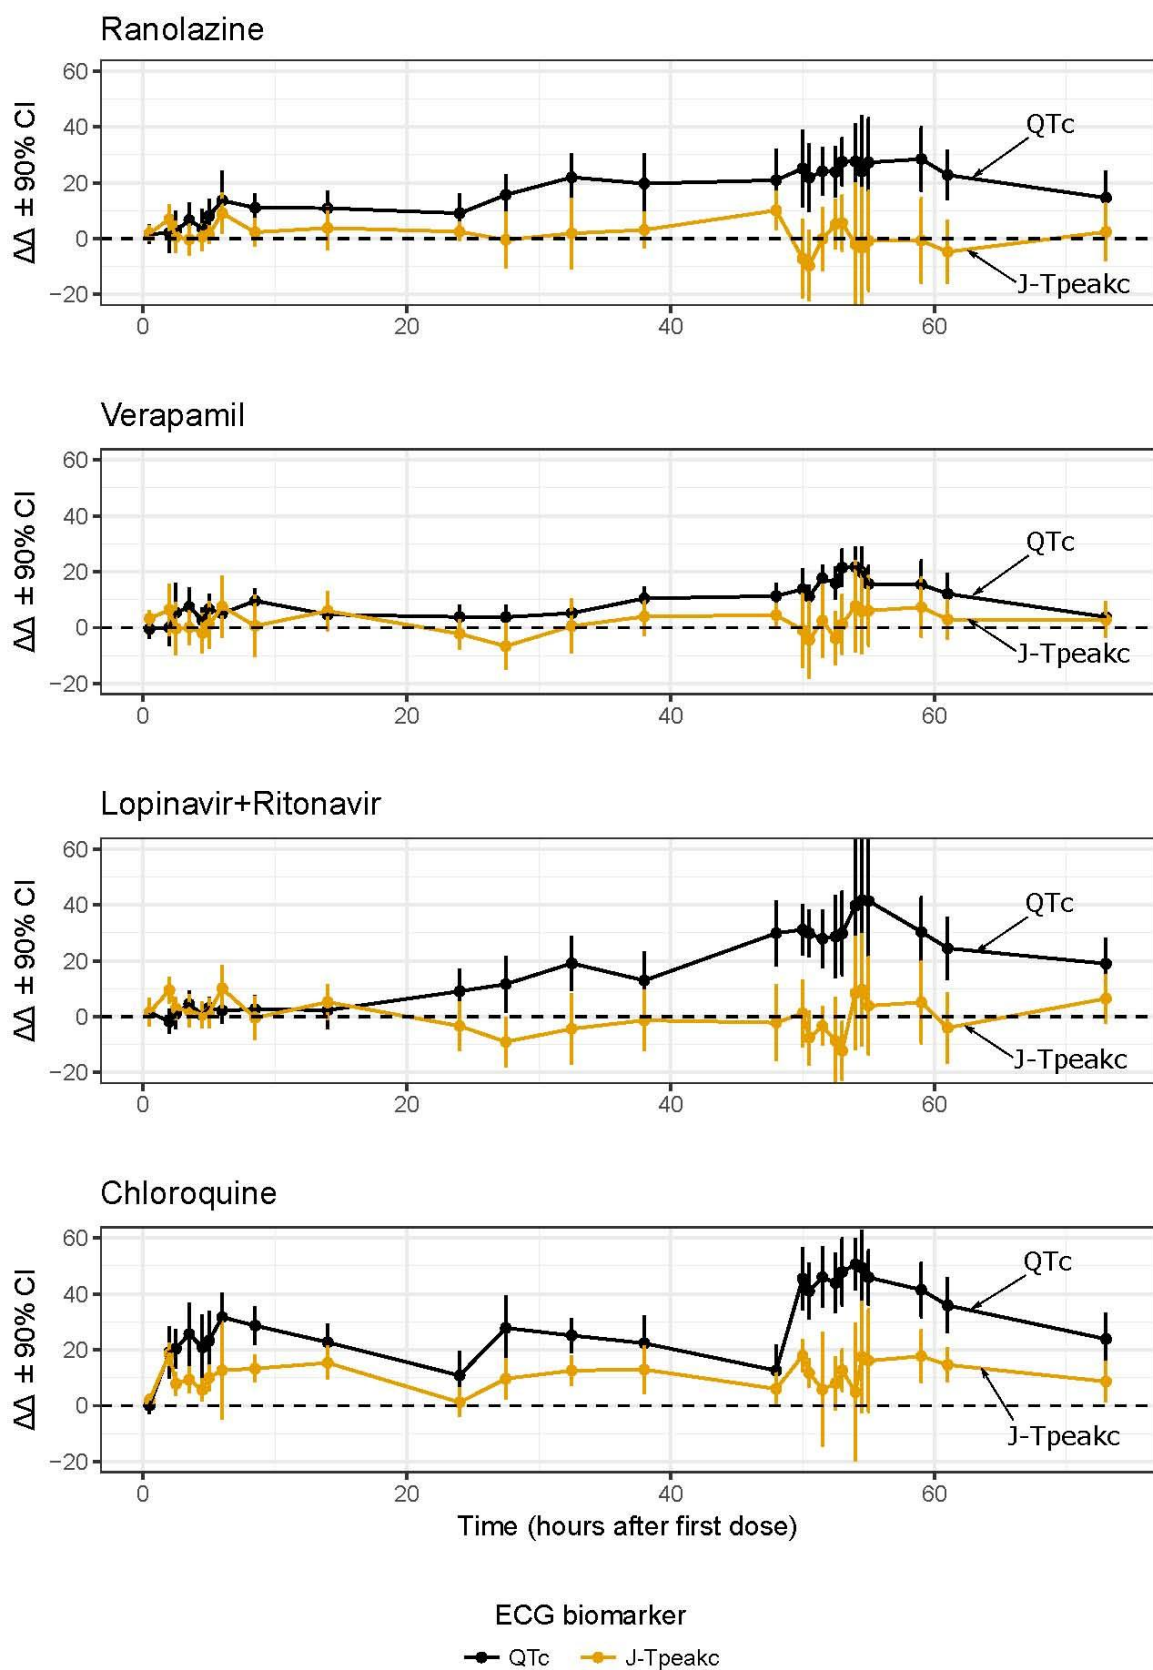 Ranolazine
ΔΔ ± 90% CI
60
40
20
0
−20
QTc
J-Tpeakc
0 20 40 60
Verapamil
ΔΔ ± 90% CI
60
40
20
0
−20
QTc
J-Tpeakc
0 20 40 60
Lopinavir+Ritonavir
ΔΔ ± 90% CI
60
40
20
0
−20
QTc
J-Tpeakc
0 20 40 60
Chloroquine
ΔΔ ± 90% CI
60
40
20
0
−20
QTc
J-Tpeakc
0 20 40 60
Time (hours after first dose)
ECG biomarker
QTc J-Tpeakc